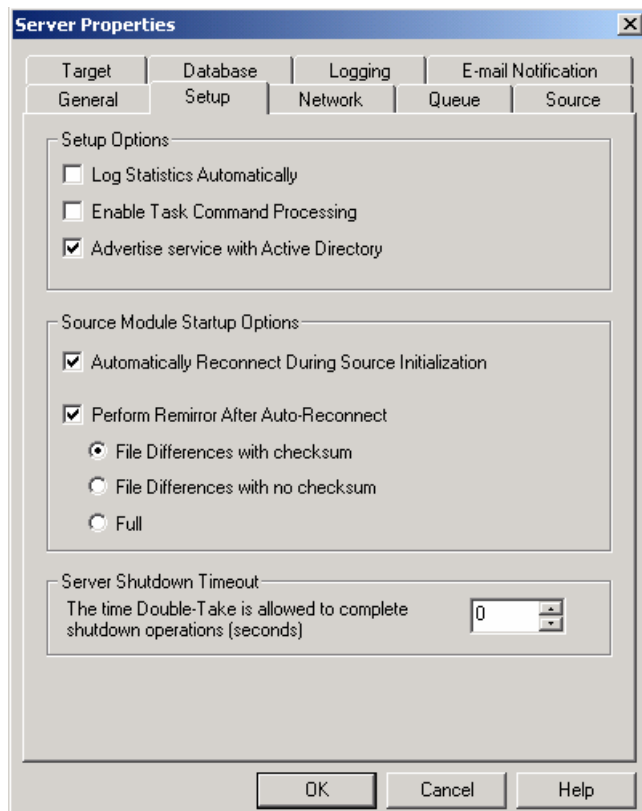 Server Properties
Target Database Logging E-mail Notification
General Setup Network Queue Source
Setup Options
Log Statistics Automatically
Enable Task Command Processing
Advertise service with Active Directory
Source Module Startup Options
Automatically Reconnect During Source Initialization
Perform Remirror After Auto-Reconnect
File Differences with checksum
File Differences with no checksum
Full
Server Shutdown Timeout
The time Double-Take is allowed to complete
shutdown operations (seconds)
0
OK Cancel Help